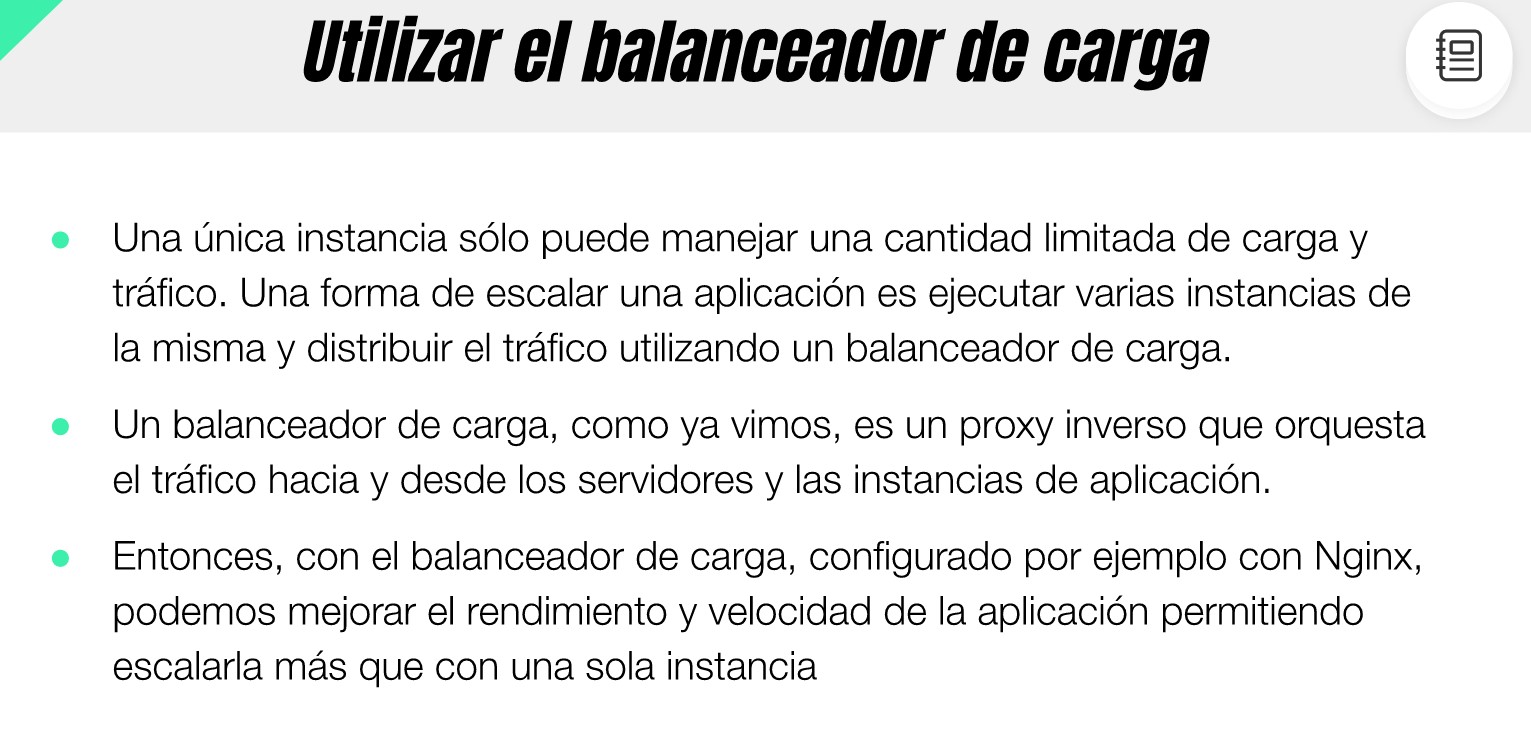 Utilizar el balanceador de carga
Una única instancia sólo puede manejar una cantidad limitada de carga y
tráfico. Una forma de escalar una aplicación es ejecutar varias instancias de
la misma y distribuir el tráfico utilizando un balanceador de carga.
Un balanceador de carga, como ya vimos, es un proxy inverso que orquesta
el tráfico hacia y desde los servidores y las instancias de aplicación.
Entonces, con el balanceador de carga, configurado por ejemplo con Nginx,
podemos mejorar el rendimiento y velocidad de la aplicación permitiendo
escalarla más que con una sola instancia